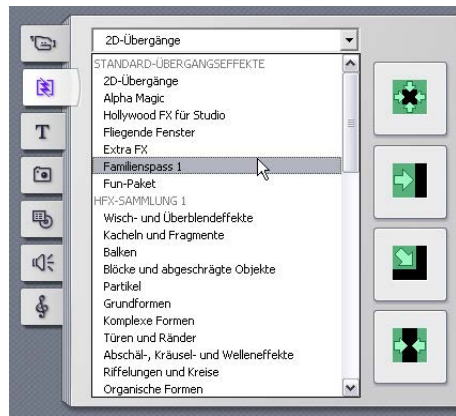 2D-Übergänge
STANDARD-ÜBERGANGSEFFEKTE
2D-Übergänge
Alpha Magic
Hollywood FX für Studio
Fliegende Fenster
Extra FX
Familienspass 1
Fun-Paket
HFX-SAMMLUNG 1
Wisch- und Überblendeffekte
Kacheln und Fragmente
Balken
Blöcke und abgeschrägte Objekte
Partikel
Grundformen
Komplexe Formen
Türen und Ränder
Abschäl-, Kräusel- und Welleneffekte
Riffelungen und Kreise
Organische Formen
T